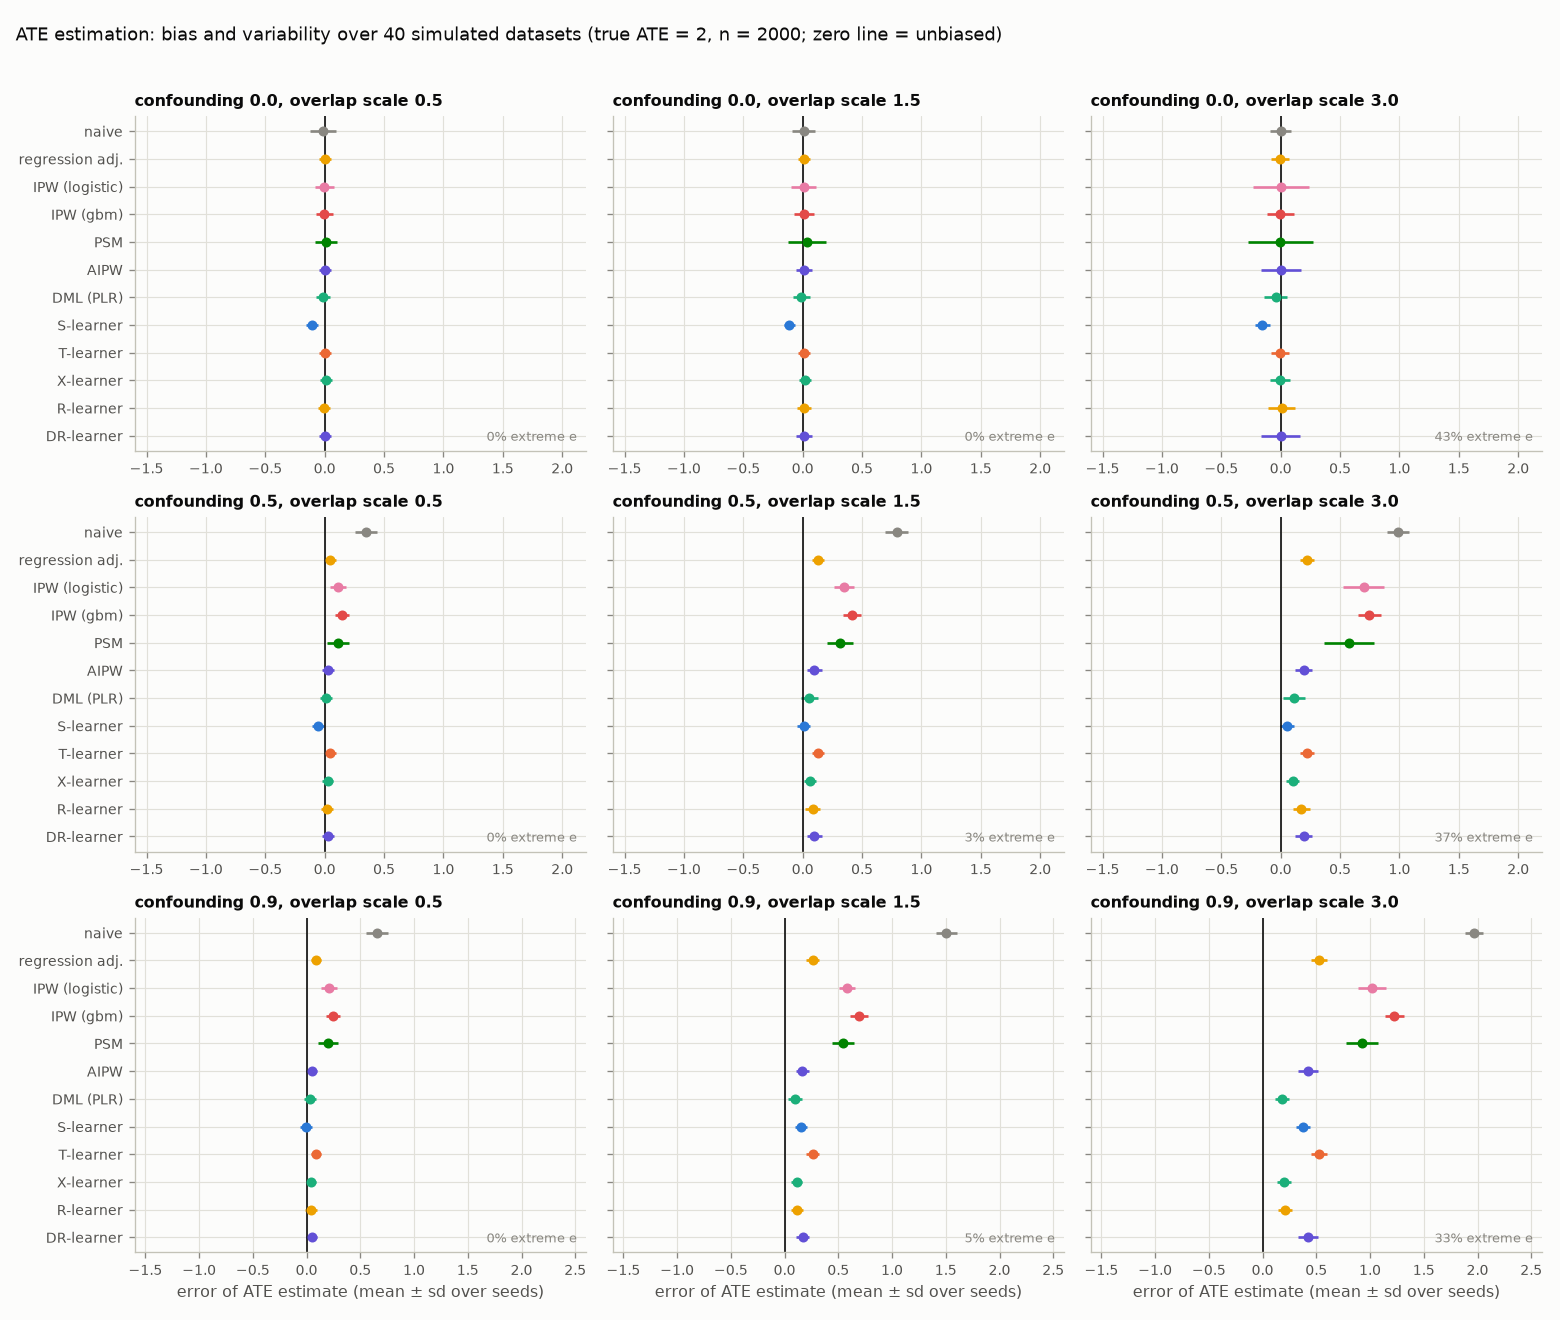 ATE estimation: bias and variability over 40 simulated datasets (true ATE = 2, n = 2000; zero line = unbiased)
confounding 0.0, overlap scale 0.5
confounding 0.0, overlap scale 1.5
confounding 0.0, overlap scale 3.0
naive
regression adj.
IPW (logistic)
IPW (gbm)
PSM
AIPW
DML (PLR)
S-learner
T-learner
X-learner
R-learner
DR-learner
0% extreme e
0% extreme e
43% extreme e
−1.5 −1.0 −0.5 0.0 0.5 1.0 1.5 2.0
−1.5 −1.0 −0.5 0.0 0.5 1.0 1.5 2.0
−1.5 −1.0 −0.5 0.0 0.5 1.0 1.5 2.0
confounding 0.5, overlap scale 0.5
confounding 0.5, overlap scale 1.5
confounding 0.5, overlap scale 3.0
naive
regression adj.
IPW (logistic)
IPW (gbm)
PSM
AIPW
DML (PLR)
S-learner
T-learner
X-learner
R-learner
DR-learner
0% extreme e
3% extreme e
37% extreme e
−1.5 −1.0 −0.5 0.0 0.5 1.0 1.5 2.0
−1.5 −1.0 −0.5 0.0 0.5 1.0 1.5 2.0
−1.5 −1.0 −0.5 0.0 0.5 1.0 1.5 2.0
confounding 0.9, overlap scale 0.5
confounding 0.9, overlap scale 1.5
confounding 0.9, overlap scale 3.0
naive
regression adj.
IPW (logistic)
IPW (gbm)
PSM
AIPW
DML (PLR)
S-learner
T-learner
X-learner
R-learner
DR-learner
0% extreme e
5% extreme e
33% extreme e
−1.5 −1.0 −0.5 0.0 0.5 1.0 1.5 2.0 2.5
−1.5 −1.0 −0.5 0.0 0.5 1.0 1.5 2.0 2.5
−1.5 −1.0 −0.5 0.0 0.5 1.0 1.5 2.0 2.5
error of ATE estimate (mean ± sd over seeds)
error of ATE estimate (mean ± sd over seeds)
error of ATE estimate (mean ± sd over seeds)